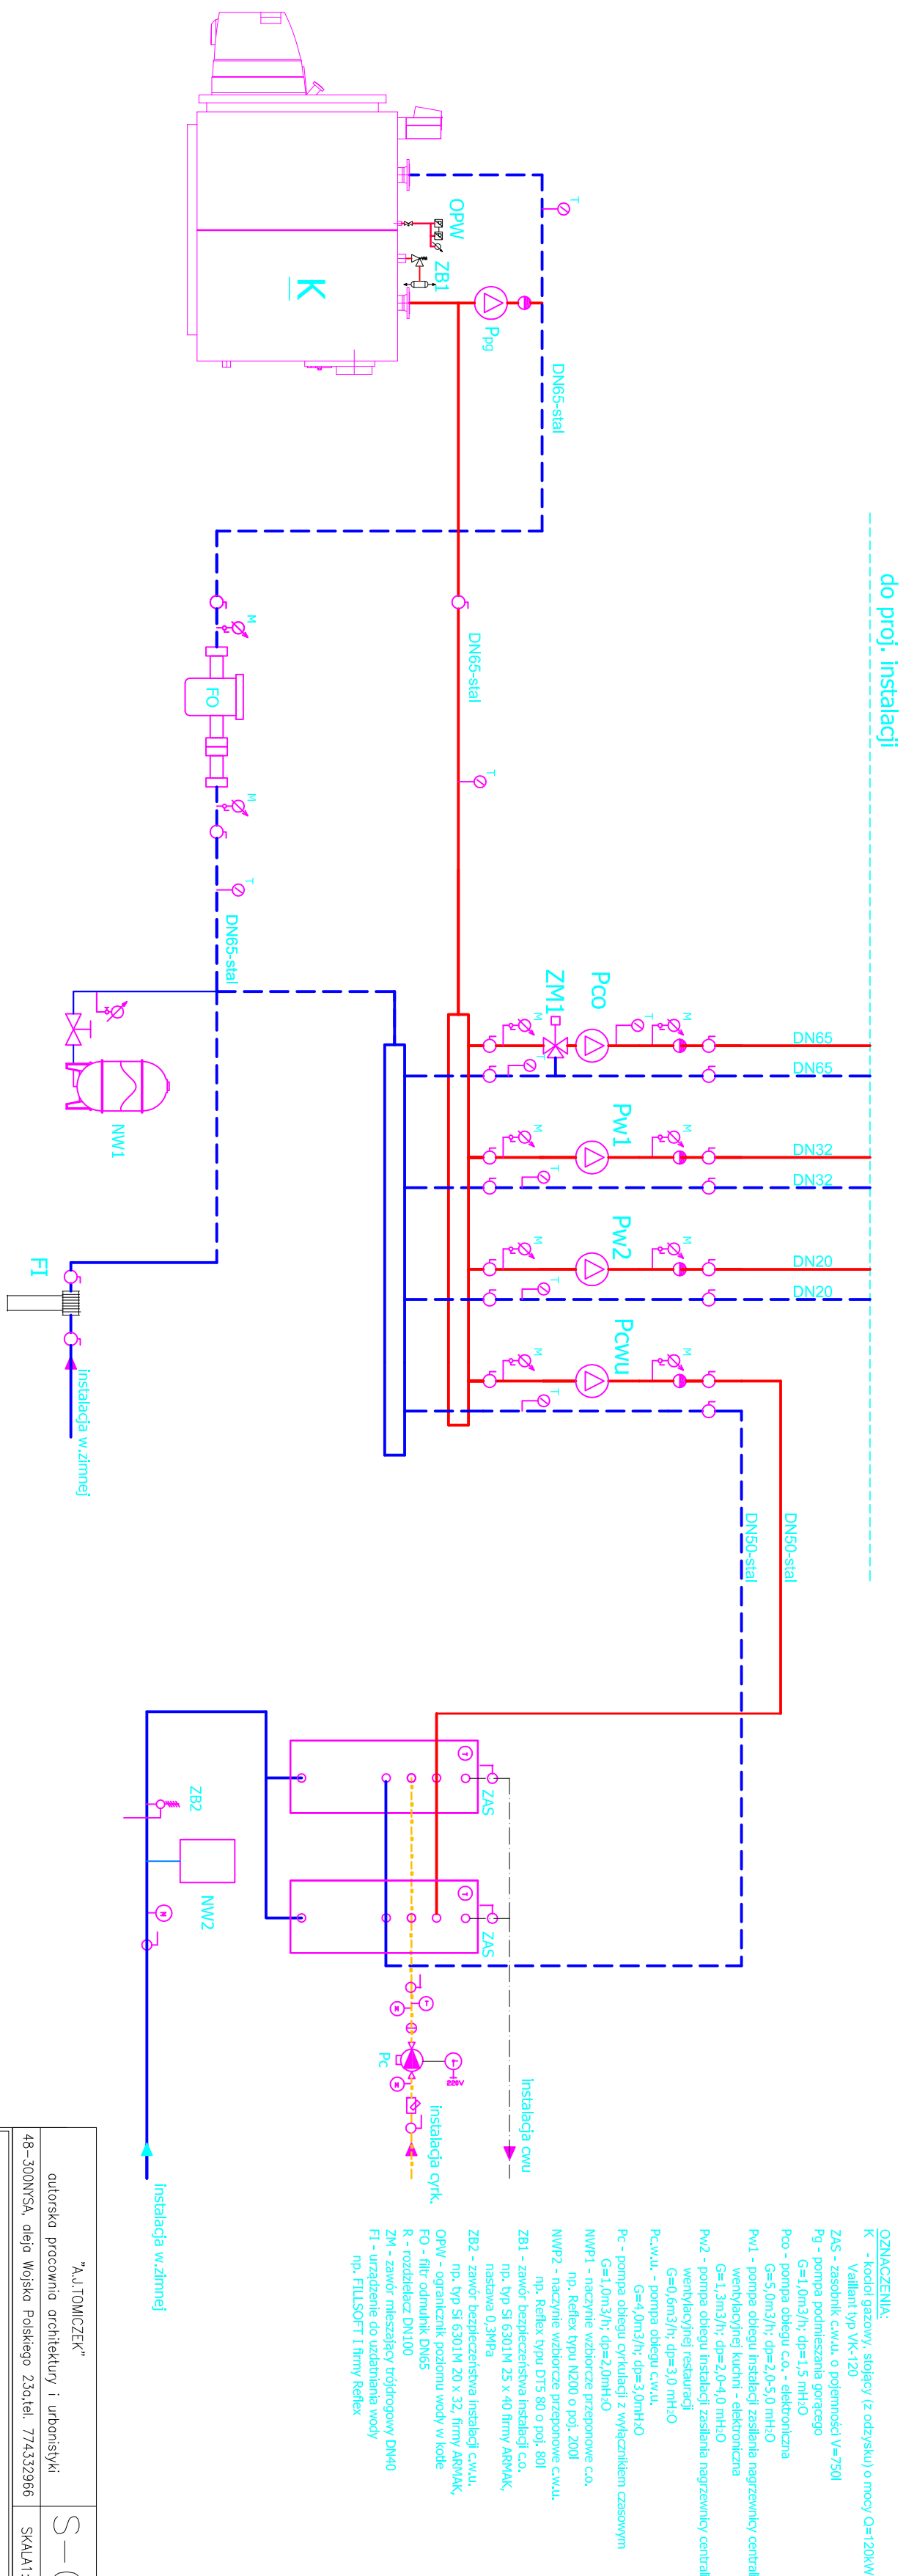 do proj. instalacji
OPW
ZB1
K
Ppg
T
DN65-stal
DN65-stal
M
FO
M
T
T
DN65-stal
ZM1
Pco
M
T
M
T
DN65
DN65
Pw1
M
M
T
DN32
DN32
Pw2
M
M
T
DN20
DN20
Pcwu
M
M
T
NW1
FI
instalacja w.zimnej
DN50-stal
DN50-stal
ZAS
T
ZAS
T
ZB2
NW2
M
T
M
Pc
M
220V
instalacja cwu
instalacja cyrk.
instalacja w.zimnej
OZNACZENIA:
K - kocioł gazowy, stojący (z odzysku) o mocy Q=120kW
Vaillant typ VK-120
ZAS - zasobnik c.w.u. o pojemności V=750l
Pg - pompa podmieszania gorącego
G=1,0m3/h; dp=1,5 mH2O
Pco - pompa obiegu c.o. - elektroniczna
G=5,0m3/h; dp=2,0-5,0 mH2O
Pw1 - pompa obiegu instalacji zasilania nagrzewnicy central
wentylacyjnej kuchni - elektroniczna
G=1,3m3/h; dp=2,0-4,0 mH2O
Pw2 - pompa obiegu instalacji zasilania nagrzewnicy central
wentylacyjnej restauracji
G=0,6m3/h; dp=3,0 mH2O
Pc.w.u. - pompa obiegu c.w.u.
G=4,0m3/h; dp=3,0mH2O
Pc - pompa obiegu cyrkulacji z wyłącznikiem czasowym
G=1,0m3/h; dp=2,0mH2O
NWP1 - naczynie wzbiorcze przeponowe c.o.
np. Reflex typu N200 o poj. 200l
NWP2 - naczynie wzbiorcze przeponowe c.w.u.
np. Reflex typu DT5 80 o poj. 80l
ZB1 - zawór bezpieczeństwa instalacji c.o.
np. typ SI 6301M 25 x 40 firmy ARMAK,
nastawa 0,3MPa
ZB2 - zawór bezpieczeństwa instalacji c.w.u.
np. typ Si 6301M 20 x 32, firmy ARMAK,
OPW - ogranicznik poziomu wody w kotle
FO - filtr odmulnik DN65
R - rozdzielacz DN100
ZM - zawór mieszający trójdrogowy DN40
FI - urządzenie do uzdatniania wody
np. FILLSOFT I firmy Reflex
"A.J.TOMICZEK"
autorska pracownia architektury i urbanistyki
48-300NYSA, aleja Wojska Polskiego 23a,tel. 774332966
S-
SKALA1: